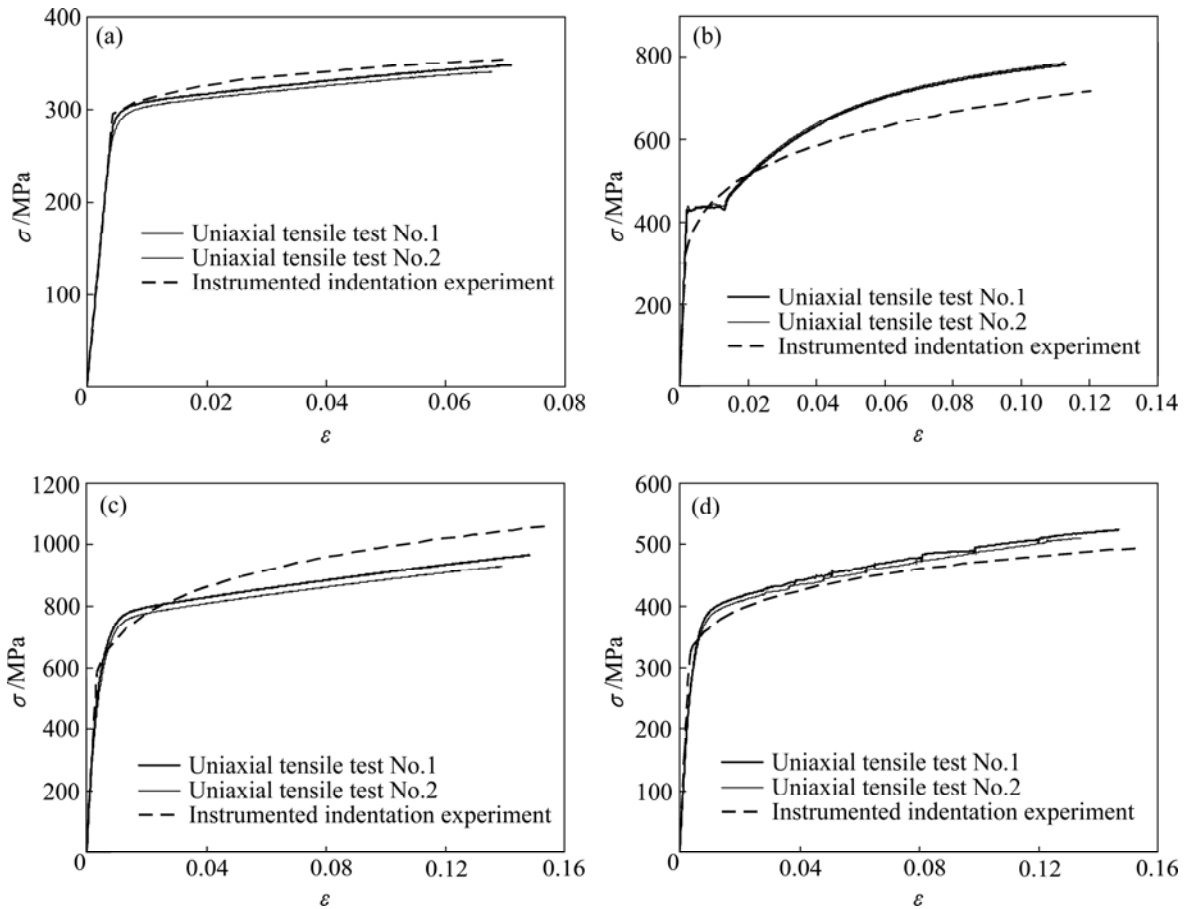 (a)
400
300
200
100
0
0.02
0.04
0.06
0.08
σ /MPa
ε
Uniaxial tensile test No.1
Uniaxial tensile test No.2
Instrumented indentation experiment
(b)
800
600
400
200
0
0.02
0.04
0.06
0.08
0.10
0.12
0.14
σ /MPa
ε
Uniaxial tensile test No.1
Uniaxial tensile test No.2
Instrumented indentation experiment
(c)
1200
1000
800
600
400
200
0
0.04
0.08
0.12
0.16
σ /MPa
ε
Uniaxial tensile test No.1
Uniaxial tensile test No.2
Instrumented indentation experiment
(d)
600
500
400
300
200
100
0
0.04
0.08
0.12
0.16
σ /MPa
ε
Uniaxial tensile test No.1
Uniaxial tensile test No.2
Instrumented indentation experiment